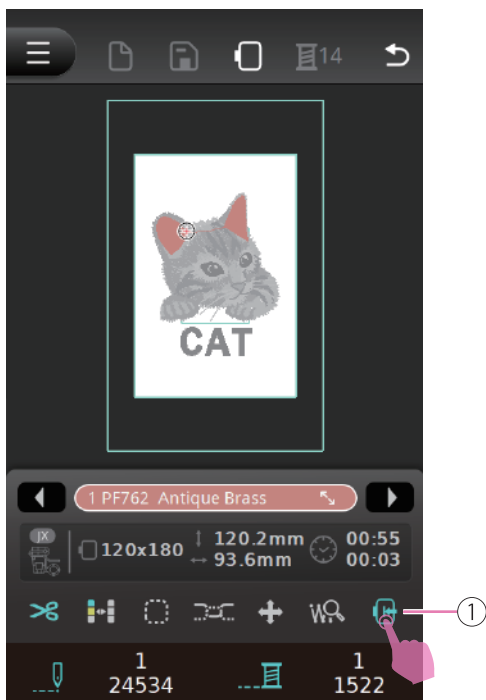 14
CAT
1 PF762 Antique Brass
JX
120x180
120.2mm
93.6mm
00:55
00:03
W
1
1
24534
1
1522